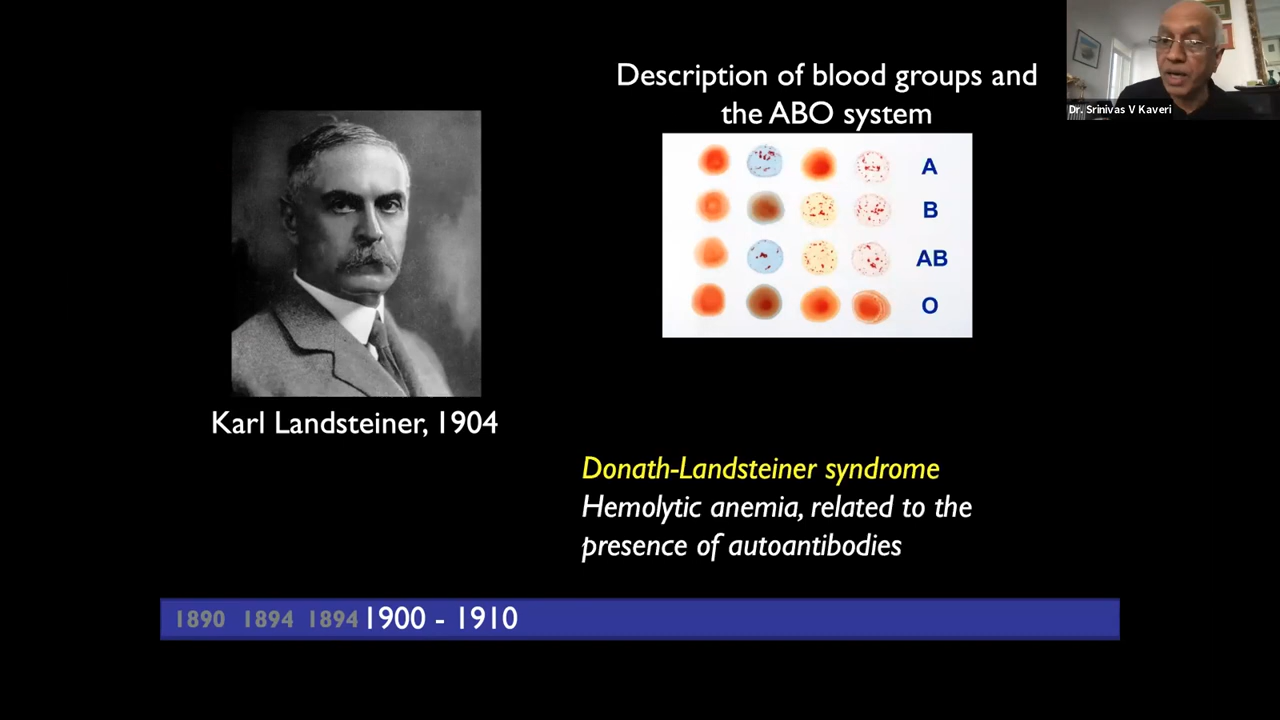 Description of blood groups and
the ABO system
A
B
AB
O
Karl Landsteiner, 1904
Donath-Landsteiner syndrome
Hemolytic anemia, related to the
presence of autoantibodies
1890 1894 1894 1900 - 1910
Dr. Srinivas V Kaveri